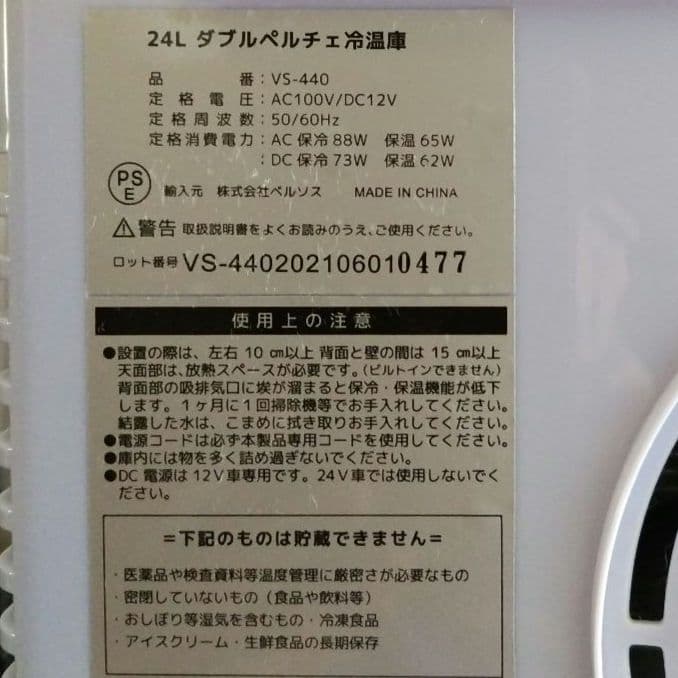 24L ダブルペルチェ冷温庫
品番：VS-440
定格電圧：AC100V/DC12V
定格周波数：50/60Hz
定格消費電力：AC 保冷 88W 保温 65W
：DC 保冷 73W 保温 62W
PSE 輸入元 株式会社ベルソス MADE IN CHINA
⚠警告 取扱説明書をよくお読みのうえ、ご使用ください。
ロット番号 VS-440202106010477
使用上の注意
●設置の際は、左右 10 ㎝以上 背面と壁の間は 15 ㎝以上
天面部は、放熱スペースが必要です。(ビルトインできません)
背面部の吸排気口に埃が溜まると保冷・保温機能が低下
します。1ヶ月に1回掃除機等でお手入れしてください。
結露した水は、こまめに拭き取りお手入れしてください。
●電源コードは必ず本製品専用コードを使用してください。
●庫内には物を多く詰め過ぎないでください。
●DC 電源は 12V 車専用です。24V 車では使用しないでく
ださい。
=下記のものは貯蔵できません=
・医薬品や検査資料等温度管理に厳密さが必要なもの
・密閉していないもの（食品や飲料等）
・おしぼり等湿気を含むもの・冷凍食品
・アイスクリーム・生鮮食品の長期保存